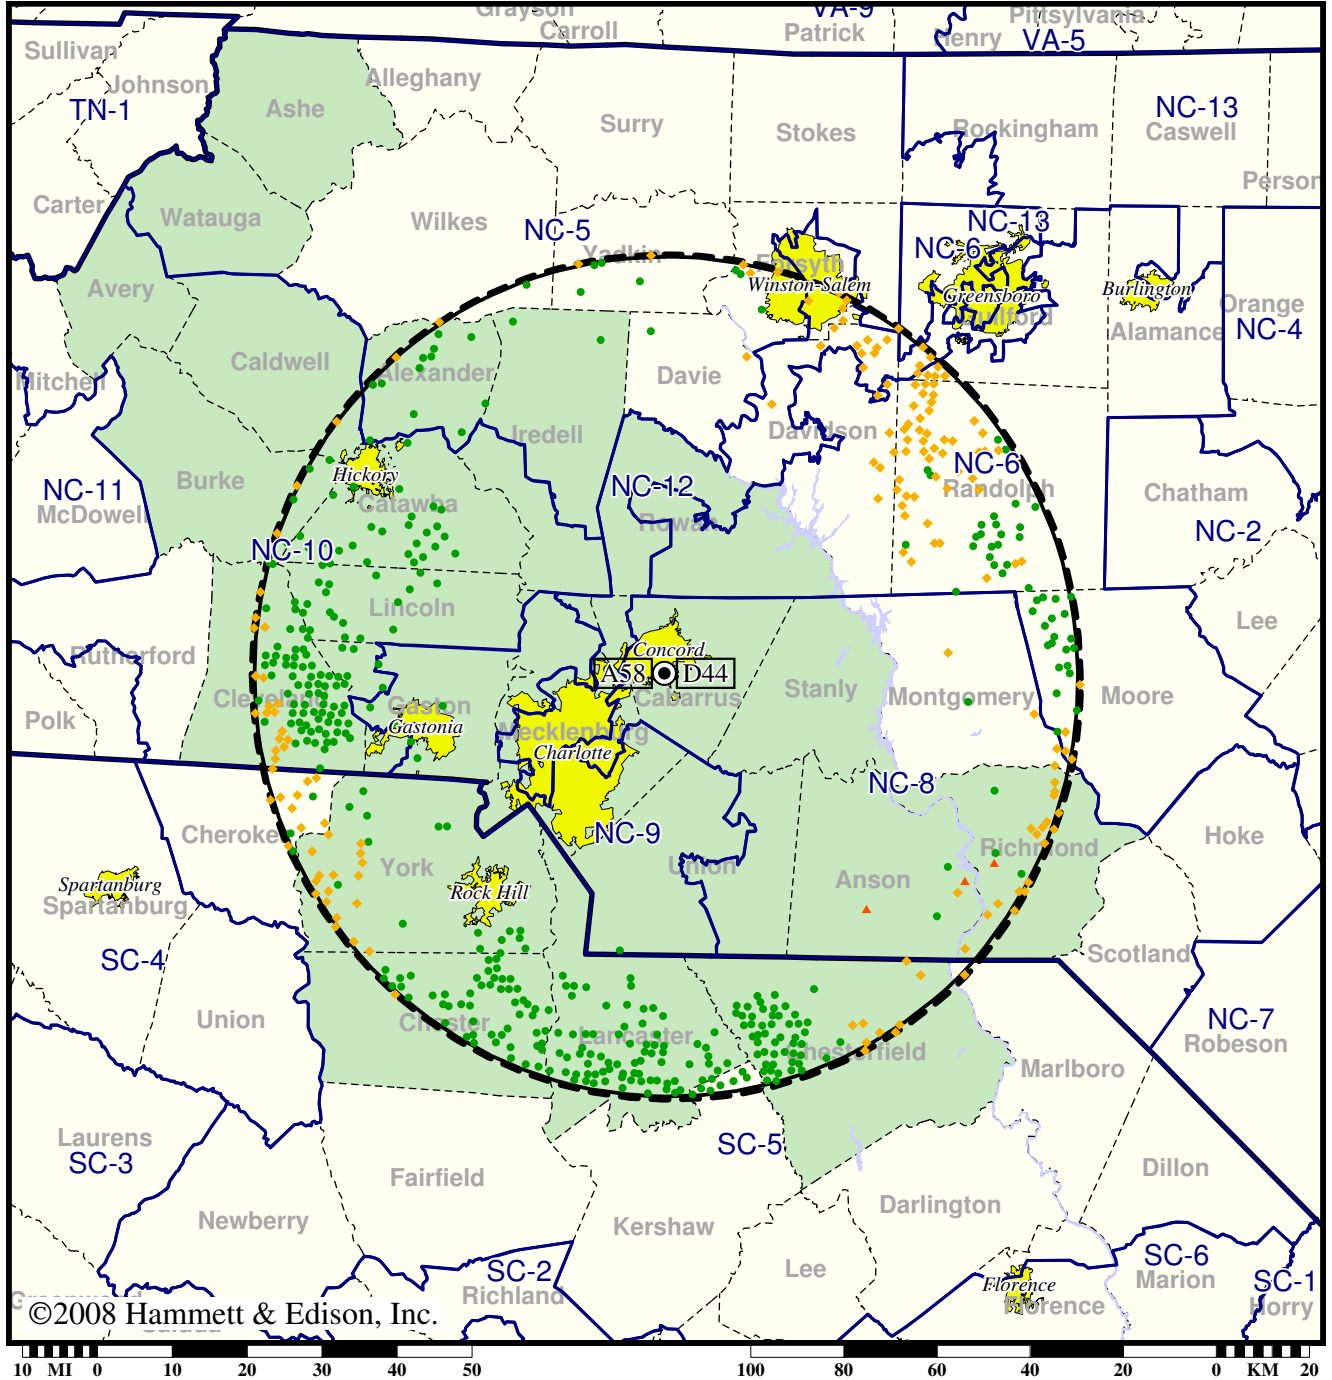 Grayson
Carroll
VA-9
Patrick
Pittsylvania
Henry
VA-5
Sullivan
Johnson
TN-1
Ashe
Alleghany
Surry
Stokes
Rockingham
NC-13
Caswell
Person
Carter
Watauga
Wilkes
NC-5
Yadkin
Forsyth
Winston-Salem
NC-13
NC-6
Greensboro
Guilford
Burlington
Alamance
Orange
NC-4
Avery
Mitchell
Caldwell
Alexander
Iredell
Davie
Davidson
NC-6
Randolph
Chatham
NC-2
Burke
NC-11
McDowell
Hickory
Catawba
NC-12
Rowan
NC-10
Lincoln
Lee
Rutherford
Polk
Cleveland
Gaston
Gastonia
Concord
A58
D44
Cabarrus
Mecklenburg
Charlotte
Stanly
Montgomery
Moore
NC-8
NC-9
Cherokee
York
Rock Hill
Union
Anson
Richmond
Hoke
Spartanburg
Spartanburg
SC-4
Scotland
Union
Chester
Lancaster
Chesterfield
NC-7
Robeson
Marlboro
Laurens
SC-3
SC-5
Fairfield
Dillon
Newberry
Kershaw
Darlington
Lee
SC-2
Richland
SC-6
Marion
SC-1
Horry
Florence
Florence
Greenwood
Saluda
©2008 Hammett & Edison, Inc.
10 MI 0 10 20 30 40 50
100 80 60 40 20 0 KM 20